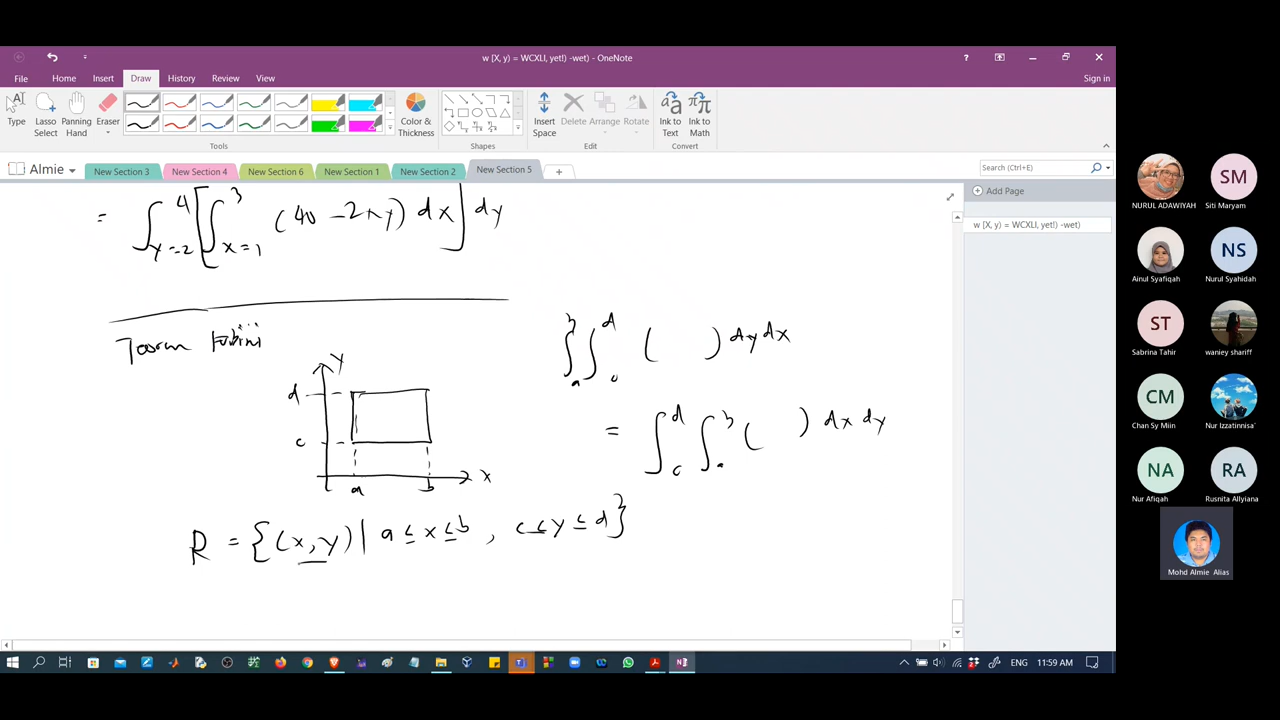 w [X, y) = WCXLI, yet!) -wet) - OneNote
File Home Insert Draw History Review View Sign in
Type Lasso Select Panning Hand Eraser Color & Thickness Insert Space Delete Arrange Rotate Ink to Text Ink to Math
Tools Shapes Edit Convert
Almie New Section 3 New Section 4 New Section 6 New Section 1 New Section 2 New Section 5 Search (Ctrl+E)
Add Page
w [X, y) = WCXLI, yet!) -wet)
= ∫_{y=2}^{4} [∫_{x=1}^{3} (40 - 2xy) dx] dy
Teorem Fubini
∫_a^b ∫_c^d ( ) dy dx
= ∫_c^d ∫_a^b ( ) dx dy
y
d
c
a b x
R = {(x,y) | a ≤ x ≤ b, c ≤ y ≤ d}
NURUL ADAWIYAH
SM
Siti Maryam
Ainul Syafiqah
NS
Nurul Syahidah
ST
Sabrina Tahir
waniey shariff
CM
Chan Sy Miin
Nur Izzatinnisa'
NA
Nur Afiqah
RA
Rusnita Allyiana
Mohd Almie Alias
ENG 11:59 AM